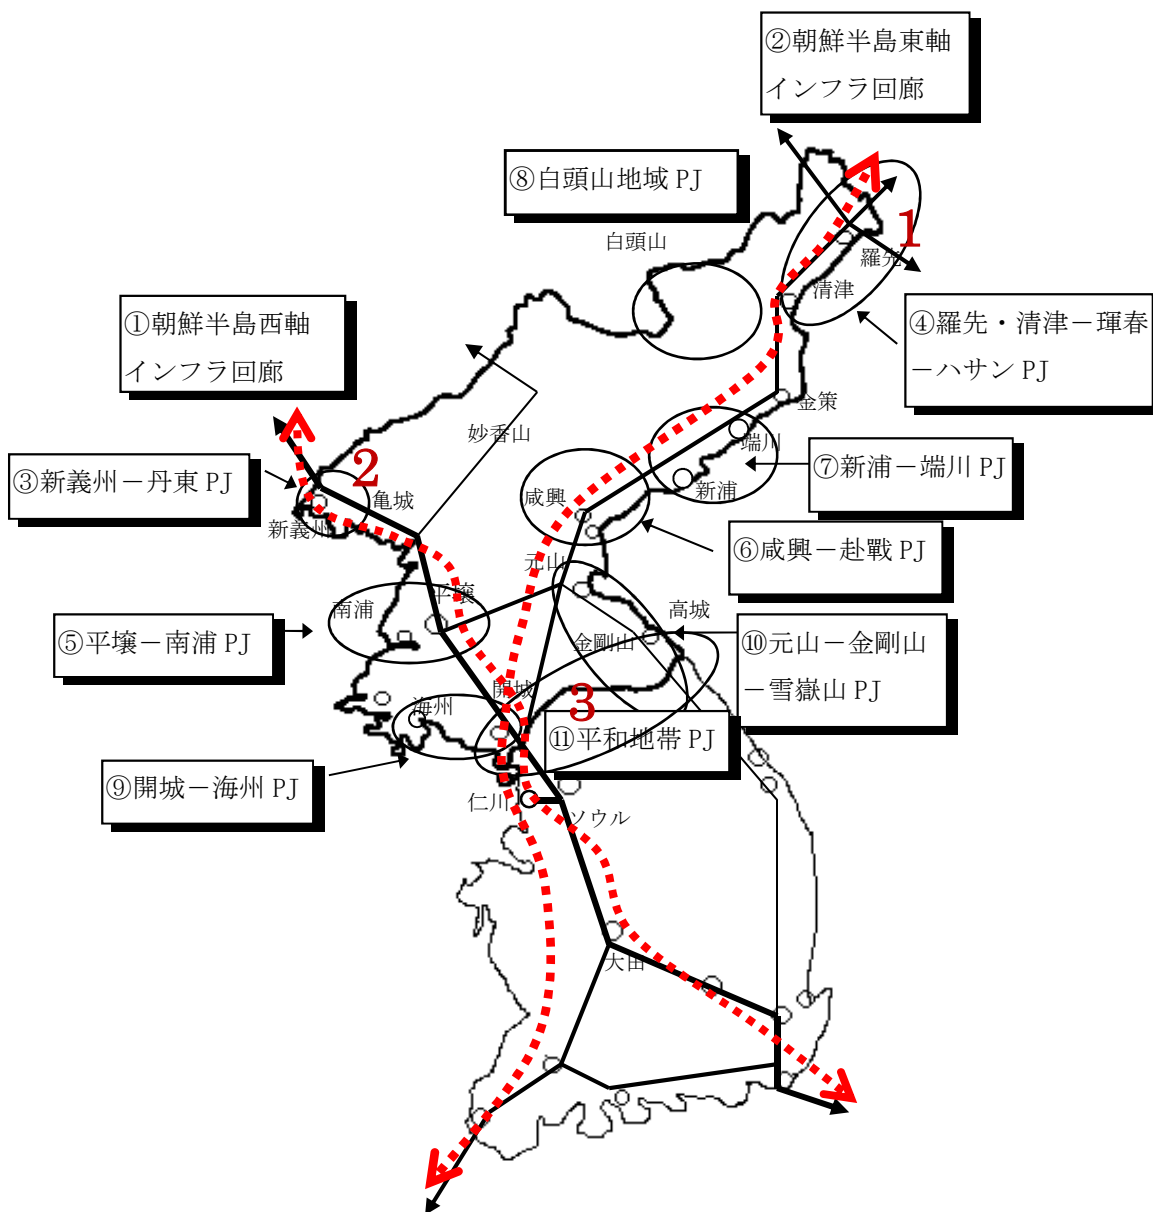 ②朝鮮半島東軸
インフラ回廊
⑧白頭山地域 PJ
白頭山
1
羅先
清津
①朝鮮半島西軸
インフラ回廊
④羅先・清津－琿春
－ハサン PJ
金策
妙香山
端川
③新義州－丹東 PJ
2
亀城
新義州
⑦新浦－端川 PJ
新浦
咸興
⑥咸興－赴戰 PJ
元山
南浦
平壌
高城
⑤平壌－南浦 PJ
金剛山
⑩元山－金剛山
－雪嶽山 PJ
開城
海州
3
⑪平和地帯 PJ
⑨開城－海州 PJ
仁川
ソウル
大田